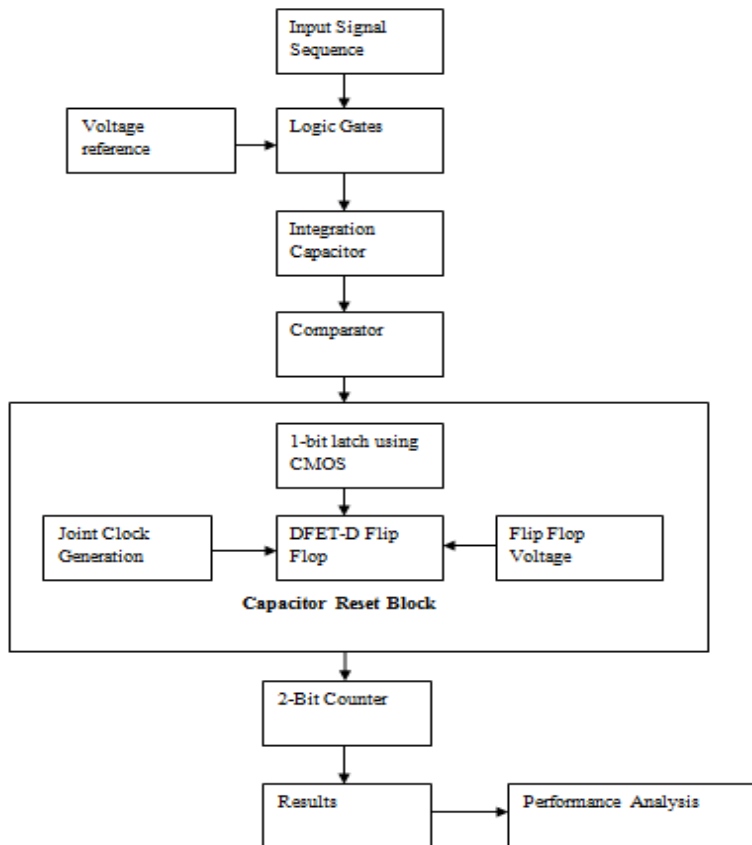 Input Signal
Sequence
Voltage
reference
Logic Gates
Integration
Capacitor
Comparator
1-bit latch using
CMOS
Joint Clock
Generation
DFET-D Flip
Flop
Flip Flop
Voltage
Capacitor Reset Block
2-Bit Counter
Results
Performance Analysis